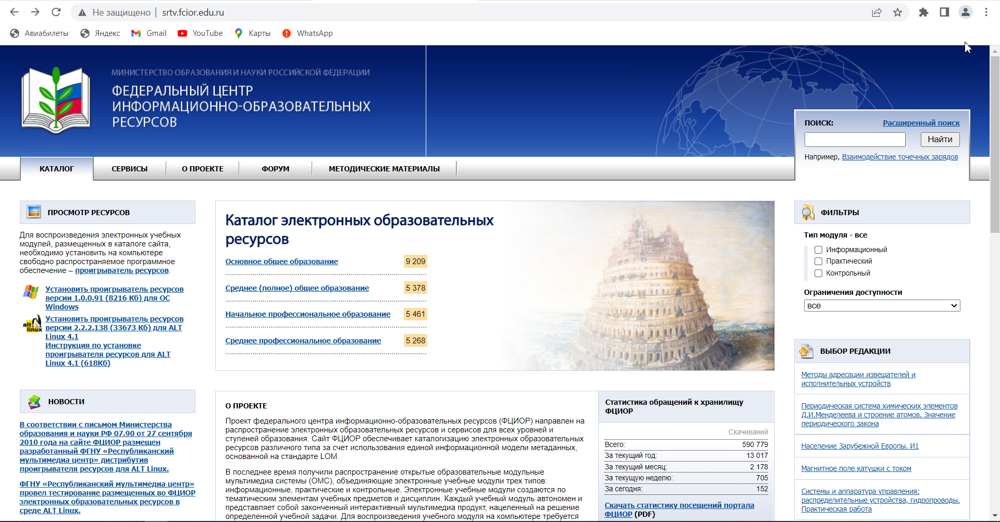 Не защищено | srtv.fcior.edu.ru
Авиабилеты Яндекс Gmail YouTube Карты WhatsApp
МИНИСТЕРСТВО ОБРАЗОВАНИЯ И НАУКИ РОССИЙСКОЙ ФЕДЕРАЦИИ
ФЕДЕРАЛЬНЫЙ ЦЕНТР
ИНФОРМАЦИОННО-ОБРАЗОВАТЕЛЬНЫХ
РЕСУРСОВ
ПОИСК: Расширенный поиск
Найти
Например, Взаимодействие точечных зарядов
КАТАЛОГ СЕРВИСЫ О ПРОЕКТЕ ФОРУМ МЕТОДИЧЕСКИЕ МАТЕРИАЛЫ
ПРОСМОТР РЕСУРСОВ
Для воспроизведения электронных учебных
модулей, размещенных в каталоге сайта,
необходимо установить на компьютере
свободно распространяемое программное
обеспечение – проигрыватель ресурсов.
Установить проигрыватель ресурсов
версии 1.0.0.91 (8216 Кб) для ОС
Windows
alt linux
Установить проигрыватель ресурсов
версии 2.2.2.138 (33673 Кб) для ALT
Linux 4.1
Инструкция по установке
проигрывателя ресурсов для ALT
Linux 4.1 (618Кб)
НОВОСТИ
В соответствии с письмом Министерства
образования и науки РФ 07.90 от 27 сентября
2010 года на сайте ФЦИОР размещен
разработанный ФГНУ «Республиканский
мультимедиа центр» дистрибутив
проигрывателя ресурсов для ALT Linux.
ФГНУ «Республиканский мультимедиа центр»
провел тестирование размещенных во ФЦИОР
электронных образовательных ресурсов в
среде ALT Linux.
Каталог электронных образовательных
ресурсов
Основное общее образование 9 209
Среднее (полное) общее образование 5 378
Начальное профессиональное образование 5 461
Среднее профессиональное образование 5 268
О ПРОЕКТЕ
Проект федерального центра информационно-образовательных ресурсов (ФЦИОР) направлен на
распространение электронных образовательных ресурсов и сервисов для всех уровней и
ступеней образования. Сайт ФЦИОР обеспечивает каталогизацию электронных образовательных
ресурсов различного типа за счет использования единой информационной модели метаданных,
основанной на стандарте LOM.
В последнее время получили распространение открытые образовательные модульные
мультимедиа системы (ОМС), объединяющие электронные учебные модули трех типов:
информационные, практические и контрольные. Электронные учебные модули создаются по
тематическим элементам учебных предметов и дисциплин. Каждый учебный модуль автономен и
представляет собой законченный интерактивный мультимедиа продукт, нацеленный на решение
определенной учебной задачи. Для воспроизведения учебного модуля на компьютере требуется
Статистика обращений к хранилищу
ФЦИОР
Скачиваний
Всего: 590 779
За текущий год: 13 017
За текущий месяц: 2 178
За текущую неделю: 705
За сегодня: 152
Скачать статистику посещений портала
ФЦИОР (PDF)
ФИЛЬТРЫ
Тип модуля - все
Информационный
Практический
Контрольный
Ограничения доступности
все
ВЫБОР РЕДАКЦИИ
Методы адресации извещателей и
исполнительных устройств
Периодическая система химических элементов
Д.И.Менделеева и строение атомов. Значение
периодического закона
Население Зарубежной Европы. И1
Магнитное поле катушки с током
Системы и аппаратура управления:
распределительные устройства, гидропроводы.
Практическая работа